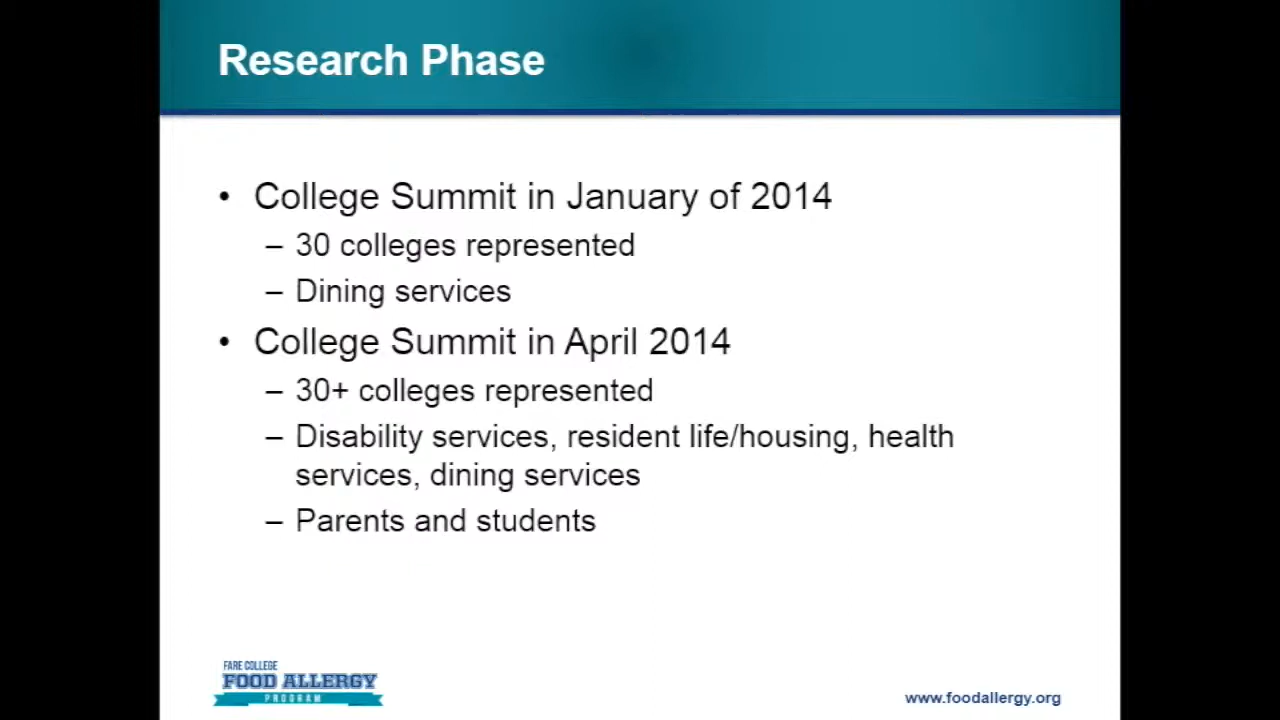 Research Phase
• College Summit in January of 2014
– 30 colleges represented
– Dining services
• College Summit in April 2014
– 30+ colleges represented
– Disability services, resident life/housing, health
services, dining services
– Parents and students
FARE COLLEGE
FOOD ALLERGY
PROGRAM
www.foodallergy.org